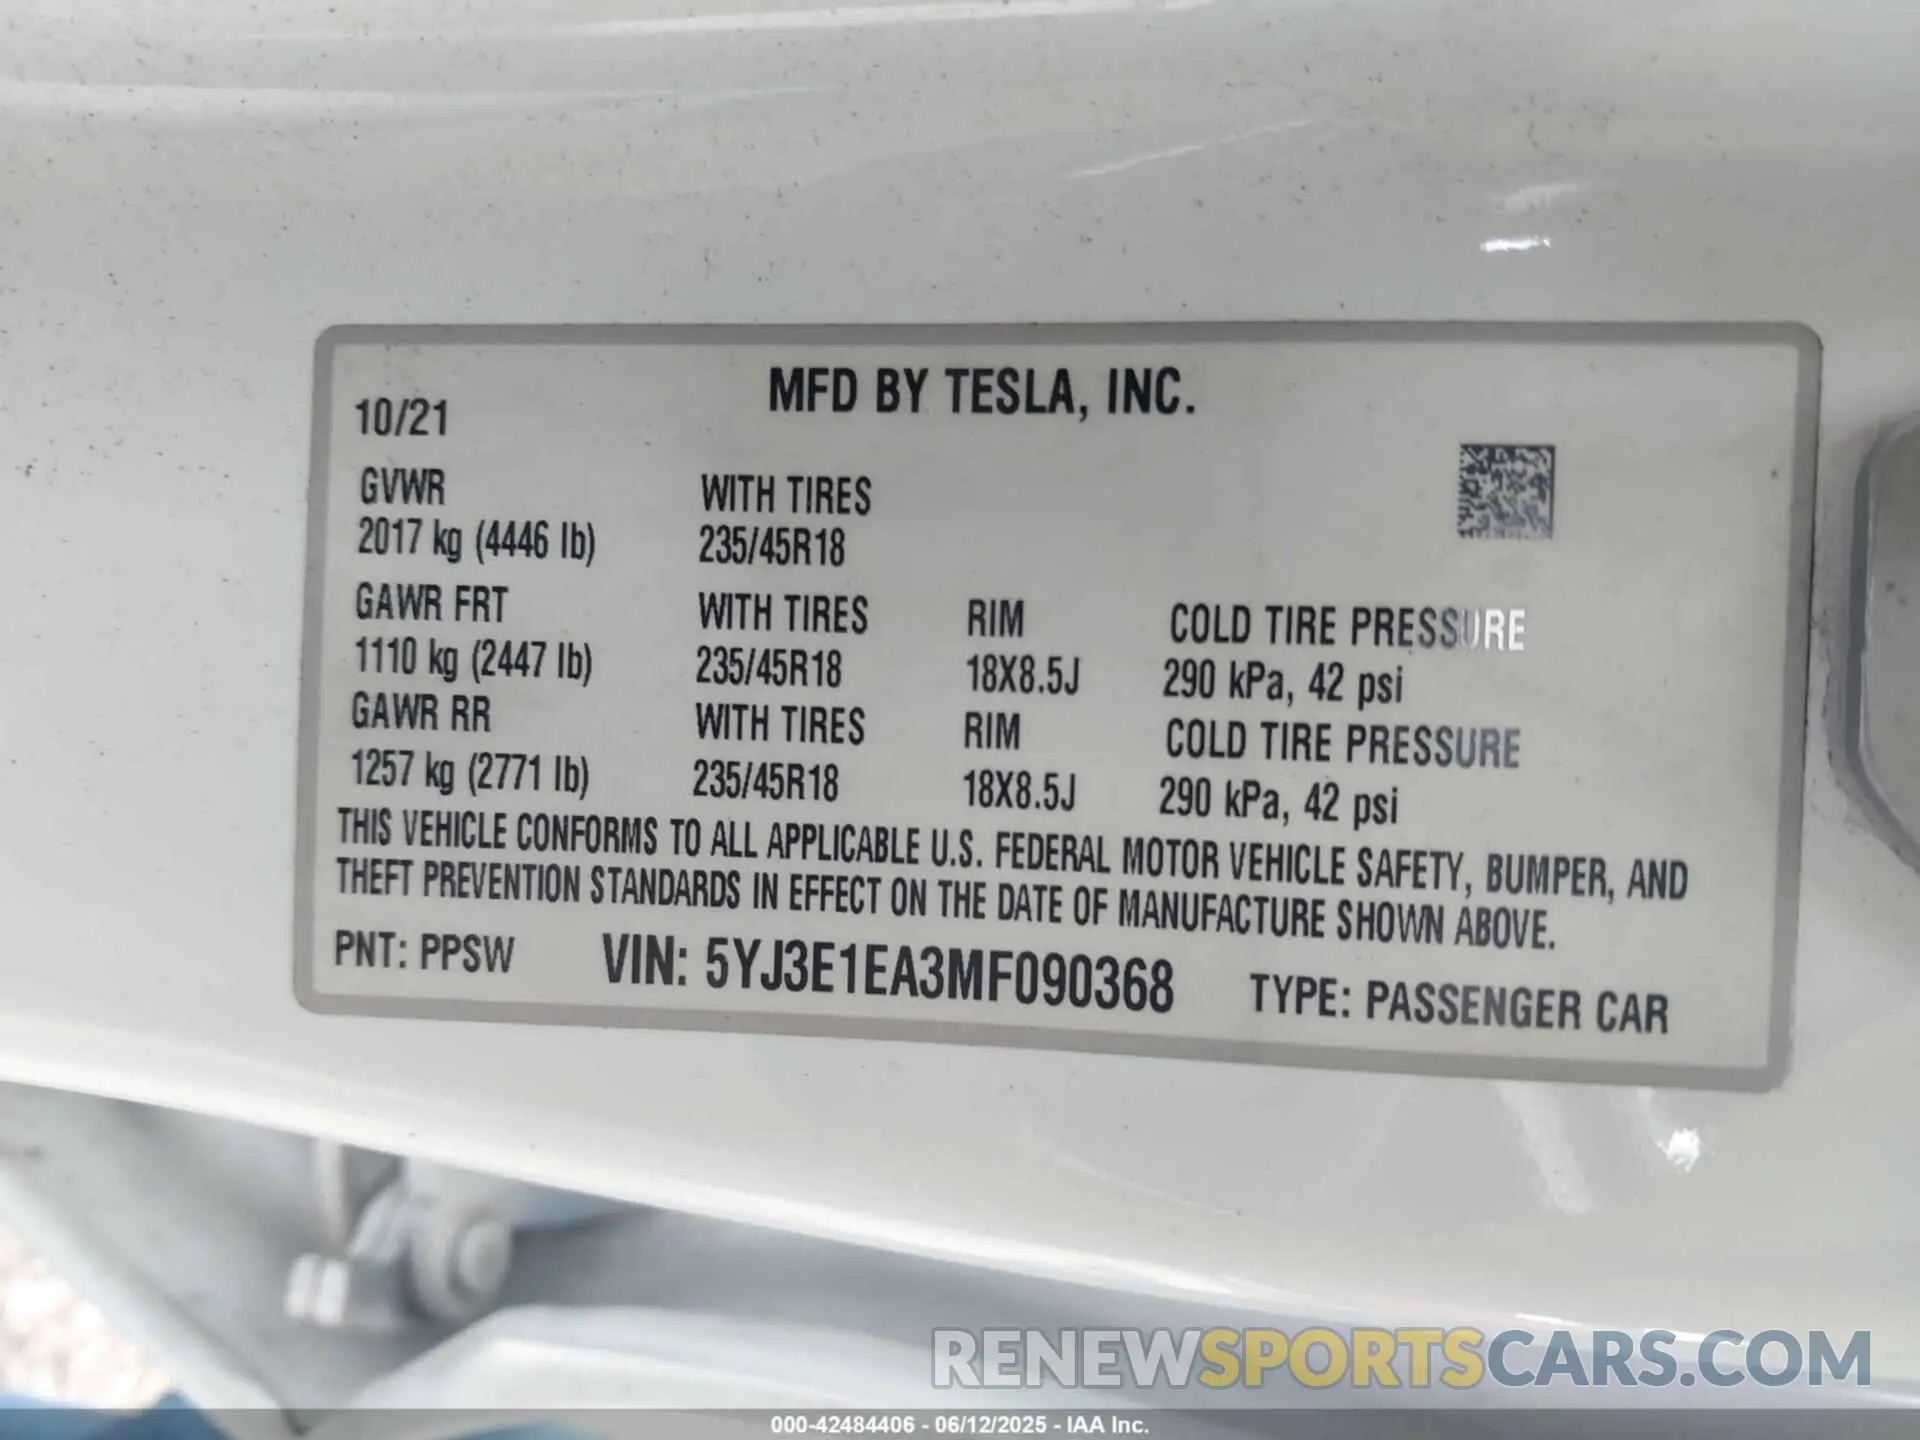 MFD BY TESLA, INC.
10/21
GVWR WITH TIRES
2017 kg (4446 lb) 235/45R18
GAWR FRT WITH TIRES RIM COLD TIRE PRESSURE
1110 kg (2447 lb) 235/45R18 18X8.5J 290 kPa, 42 psi
GAWR RR WITH TIRES RIM COLD TIRE PRESSURE
1257 kg (2771 lb) 235/45R18 18X8.5J 290 kPa, 42 psi
THIS VEHICLE CONFORMS TO ALL APPLICABLE U.S. FEDERAL MOTOR VEHICLE SAFETY, BUMPER, AND
THEFT PREVENTION STANDARDS IN EFFECT ON THE DATE OF MANUFACTURE SHOWN ABOVE.
PNT: PPSW VIN: 5YJ3E1EA3MF090368 TYPE: PASSENGER CAR
RENEWSPORTSCARS.COM
000-42484406 - 06/12/2025 - IAA Inc.